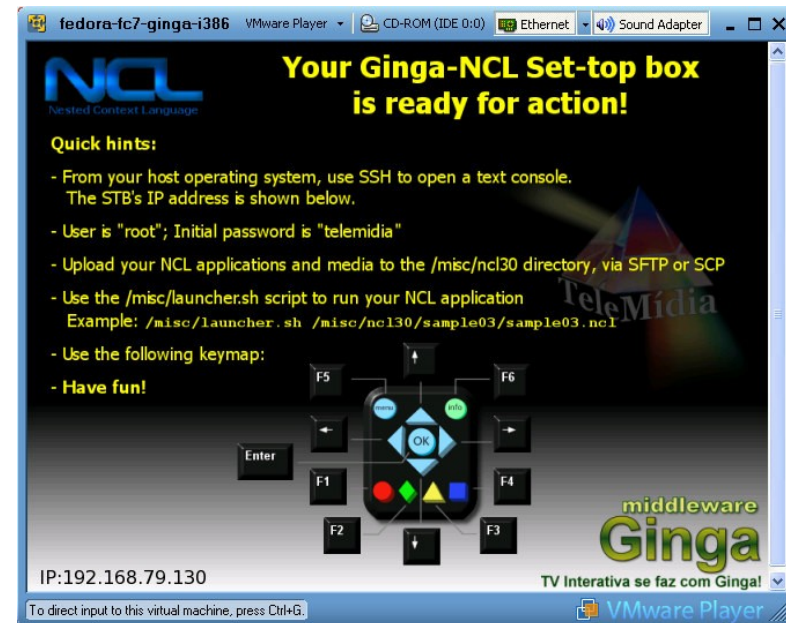 fedora-fc7-ginga-i386 VMware Player CD-ROM (IDE 0:0) Ethernet Sound Adapter
NCL
Nested Context Language
Your Ginga-NCL Set-top box
is ready for action!
Quick hints:
- From your host operating system, use SSH to open a text console.
The STB's IP address is shown below.
- User is "root"; Initial password is "telemidia"
- Upload your NCL applications and media to the /misc/ncl30 directory, via SFTP or SCP
- Use the /misc/launcher.sh script to run your NCL application
Example: /misc/launcher.sh /misc/ncl30/sample03/sample03.ncl
TeleMídia
- Use the following keymap:
- Have fun!
F5
F6
menu
info
OK
Enter
F1
F4
F2
F3
middleware
Ginga
TV Interativa se faz com Ginga!
IP:192.168.79.130
To direct input to this virtual machine, press Ctrl+G.
VMware Player